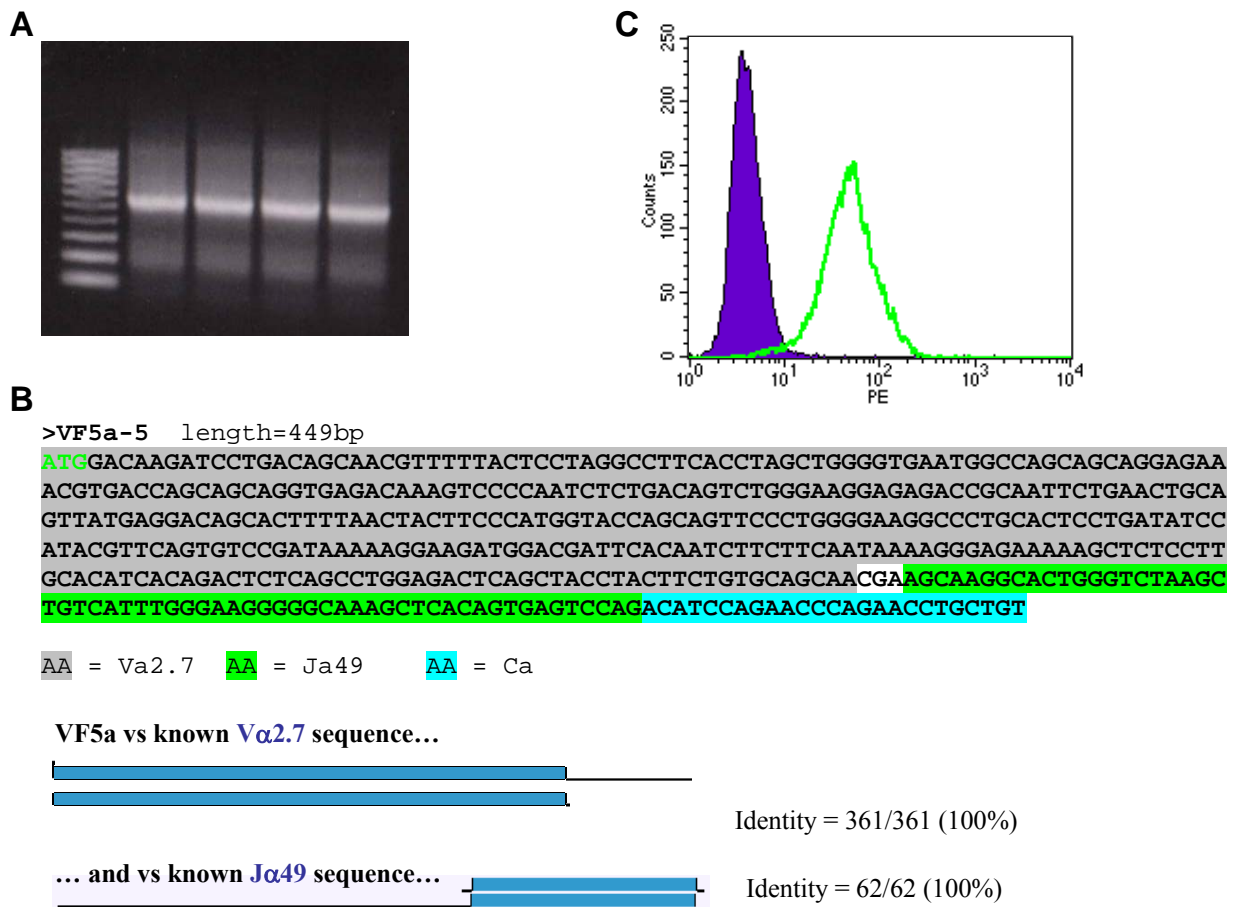 A
C
250
200
150
100
50
0
Counts
10^0 10^1 10^2 10^3 10^4
PE
B
>VF5a-5 length=449bp
ATGGACAAGATCCTGACAGCAACGTTTTTACTCCTAGGCCTTCACCTAGCTGGGGTGAATGGCCAGCAGCAGGAGAA
ACGTGACCAGCAGCAGGTGAGACAAAGTCCCCAATCTCTGACAGTCTGGGAAGGAGAGACCGCAATTCTGAACTGCA
GTTATGAGGACAGCACTTTTAACTACTTCCCATGGTACCAGCAGTTCCCTGGGGAAGGCCCTGCACTCCTGATATCC
ATACGTTCAGTGTCCGATAAAAAGGAAGATGGACGATTCACAATCTTCTTCAATAAAAGGGAGAAAAAGCTCTCCTT
GCACATCACAGACTCTCAGCCTGGAGACTCAGCTACCTACTTCTGTGCAGCAACGAAGCAAGGCACTGGGTCTAAGC
TGTCATTTGGGAAGGGGGCAAAGCTCACAGTGAGTCCAGACATCCAGAACCCAGAACCTGCTGT
AA = Va2.7 AA = Ja49 AA = Ca
VF5a vs known Vα2.7 sequence…
Identity = 361/361 (100%)
… and vs known Jα49 sequence…
Identity = 62/62 (100%)